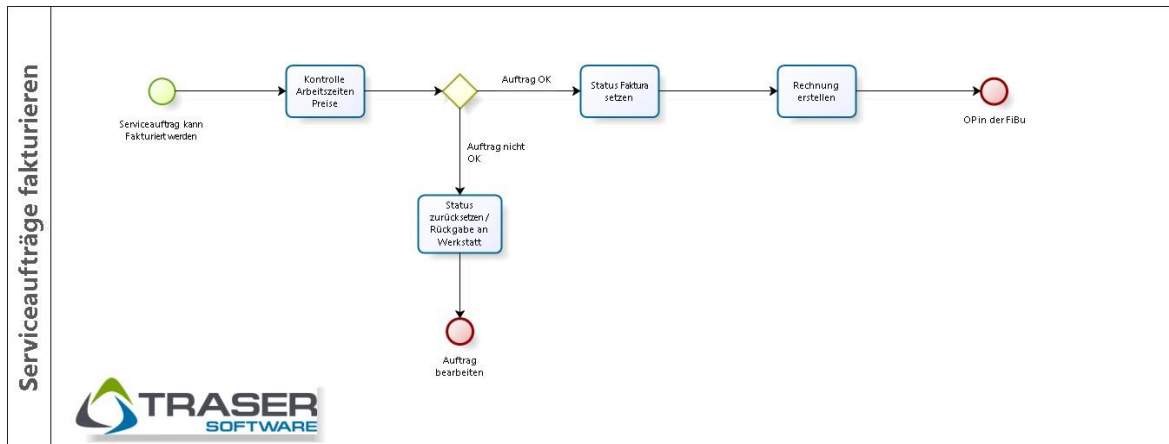 Serviceaufträge fakturieren
Serviceauftrag kann
Fakturiert werden
Kontrolle
Arbeitszeiten
Preise
Auftrag OK
Status Faktura
setzen
Rechnung
erstellen
OP in der FiBu
Auftrag nicht
OK
Status
zurücksetzen /
Rückgabe an
Werkstatt
Auftrag
bearbeiten
TRASER
SOFTWARE